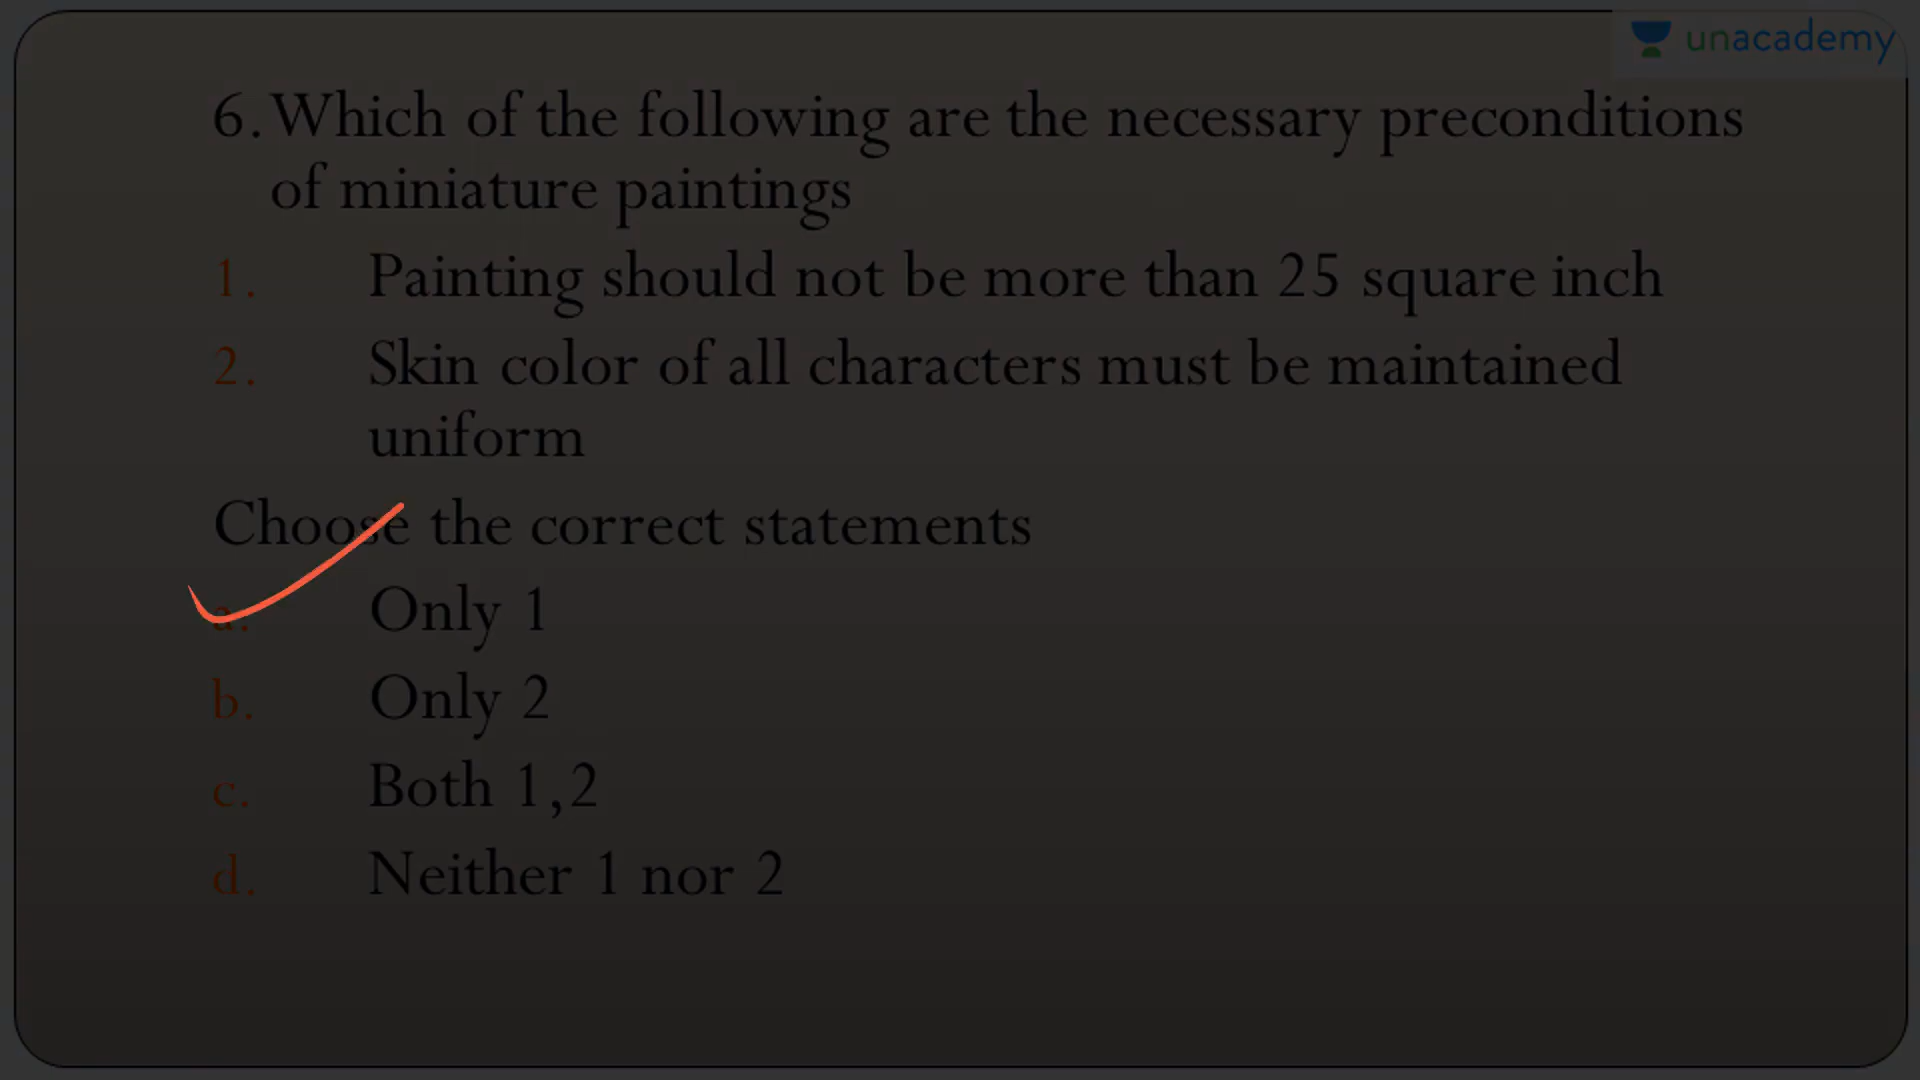 unacademy
6. Which of the following are the necessary preconditions
of miniature paintings
1. Painting should not be more than 25 square inch
2. Skin color of all characters must be maintained
uniform
Choose the correct statements
a. Only 1
b. Only 2
c. Both 1,2
d. Neither 1 nor 2